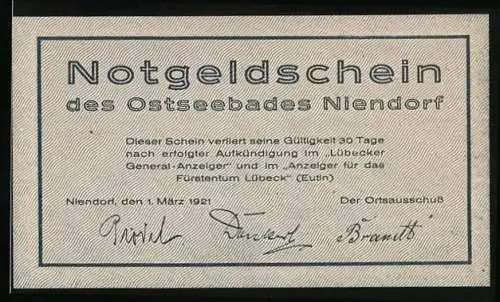 Notgeldschein
des Ostseebades Niendorf
Dieser Schein verliert seine Gültigkeit 30 Tage
nach erfolgter Aufkündigung im „Lübecker
General-Anzeiger" und im „Anzeiger für das
Fürstentum Lübeck" (Eutin)
Niendorf, den 1. März 1921 Der Ortsausschuß
Brandt